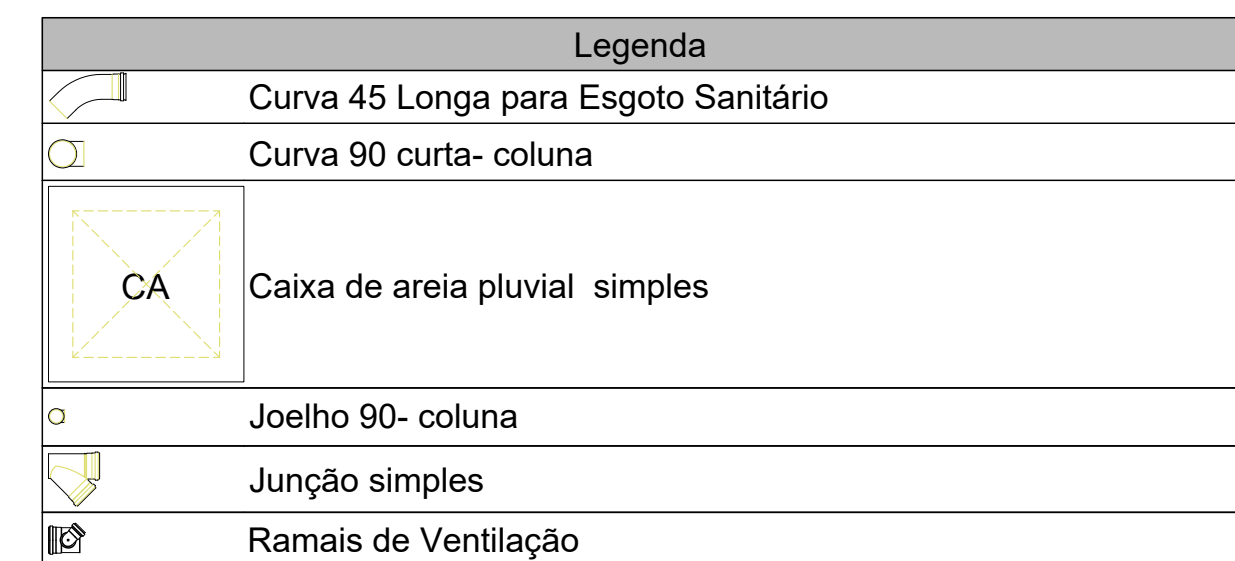 Legenda
Curva 45 Longa para Esgoto Sanitário
Curva 90 curta- coluna
CA
Caixa de areia pluvial  simples
Joelho 90- coluna
Junção simples
Ramais de Ventilação